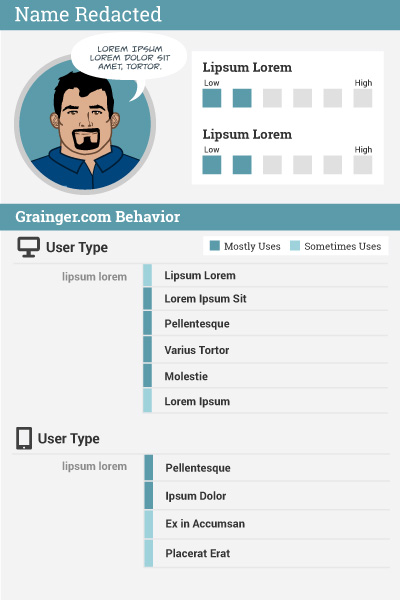 Name Redacted
LOREM IPSUM
LOREM DOLOR SIT
AMET, TORTOR.
Lipsum Lorem
Low High
Lipsum Lorem
Low High
Grainger.com Behavior
User Type
Mostly Uses Sometimes Uses
lipsum lorem
Lipsum Lorem
Lorem Ipsum Sit
Pellentesque
Varius Tortor
Molestie
Lorem Ipsum
User Type
lipsum lorem
Pellentesque
Ipsum Dolor
Ex in Accumsan
Placerat Erat